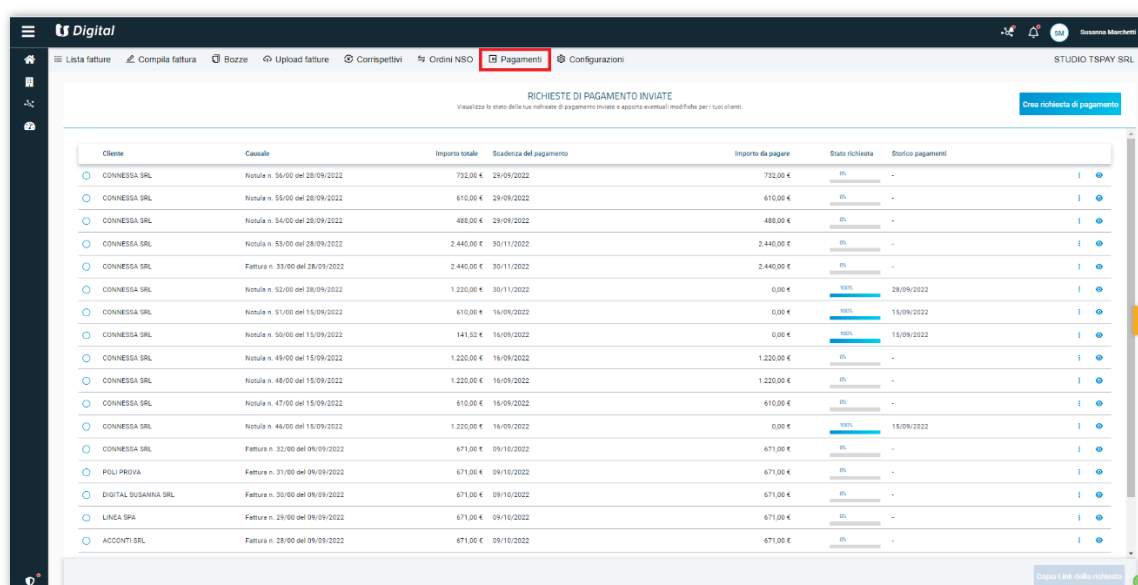 Digital
SM Susanna Marchetti
Lista fatture Compila fattura Bozze Upload fatture Corrispettivi Ordini NSO Pagamenti Configurazioni STUDIO TSPAY SRL
RICHIESTE DI PAGAMENTO INVIATE
Visualizza lo stato delle tue richieste di pagamento inviate e apporta eventuali modifiche per i tuoi clienti.
Crea richiesta di pagamento
Cliente Causale Importo totale Scadenza del pagamento Importo da pagare Stato richiesta Storico pagamenti
CONNESSA SRL Notula n. 56/00 del 28/09/2022 732,00 € 29/09/2022 732,00 € 0% -
CONNESSA SRL Notula n. 55/00 del 28/09/2022 610,00 € 29/09/2022 610,00 € 0% -
CONNESSA SRL Notula n. 54/00 del 28/09/2022 488,00 € 29/09/2022 488,00 € 0% -
CONNESSA SRL Notula n. 53/00 del 28/09/2022 2.440,00 € 30/11/2022 2.440,00 € 0% -
CONNESSA SRL Fattura n. 33/00 del 28/09/2022 2.440,00 € 30/11/2022 2.440,00 € 0% -
CONNESSA SRL Notula n. 52/00 del 28/09/2022 1.220,00 € 30/11/2022 0,00 € 100% 28/09/2022
CONNESSA SRL Notula n. 51/00 del 15/09/2022 610,00 € 16/09/2022 0,00 € 100% 15/09/2022
CONNESSA SRL Notula n. 50/00 del 15/09/2022 141,52 € 16/09/2022 0,00 € 100% 15/09/2022
CONNESSA SRL Notula n. 49/00 del 15/09/2022 1.220,00 € 16/09/2022 1.220,00 € 0% -
CONNESSA SRL Notula n. 48/00 del 15/09/2022 1.220,00 € 16/09/2022 1.220,00 € 0% -
CONNESSA SRL Notula n. 47/00 del 15/09/2022 610,00 € 16/09/2022 610,00 € 0% -
CONNESSA SRL Notula n. 46/00 del 15/09/2022 1.220,00 € 16/09/2022 0,00 € 100% 15/09/2022
CONNESSA SRL Fattura n. 32/00 del 09/09/2022 671,00 € 09/10/2022 671,00 € 0% -
POLI PROVA Fattura n. 31/00 del 09/09/2022 671,00 € 09/10/2022 671,00 € 0% -
DIGITAL SUSANNA SRL Fattura n. 30/00 del 09/09/2022 671,00 € 09/10/2022 671,00 € 0% -
LINEA SPA Fattura n. 29/00 del 09/09/2022 671,00 € 09/10/2022 671,00 € 0% -
ACCONTI SRL Fattura n. 28/00 del 09/09/2022 671,00 € 09/10/2022 671,00 € 0% -
Copia Link della richiesta